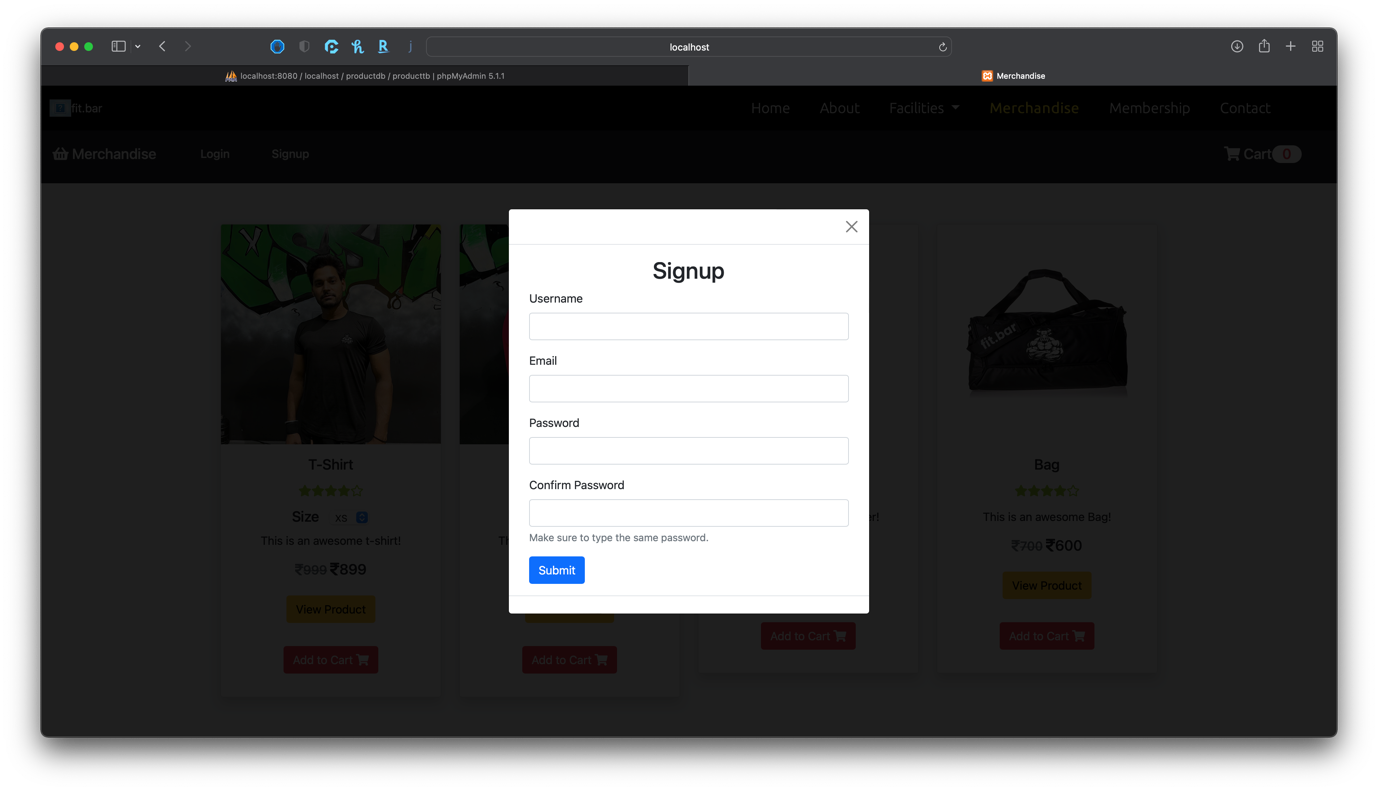 localhost
localhost:8080 / localhost / productdb / producttb | phpMyAdmin 5.1.1
Merchandise
fit.bar
Home
About
Facilities
Merchandise
Membership
Contact
Merchandise
Login
Signup
Cart 0
Signup
Username
Email
Password
Confirm Password
Make sure to type the same password.
Submit
T-Shirt
Size XS
This is an awesome t-shirt!
₹999 ₹899
View Product
Add to Cart
Add to Cart
Add to Cart
fit.bar
Bag
This is an awesome Bag!
₹700 ₹600
View Product
Add to Cart